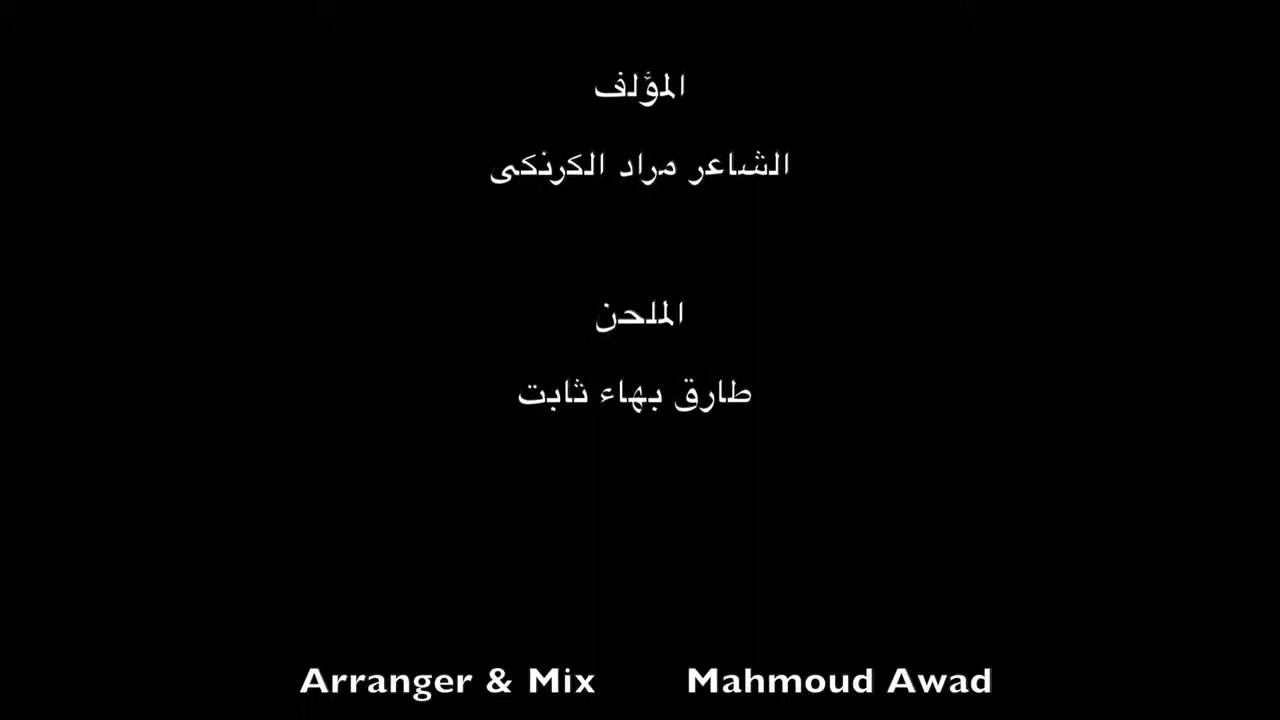 المؤلف
الشاعر مراد الكرنكى
الملحن
طارق بهاء ثابت
Arranger & Mix Mahmoud Awad